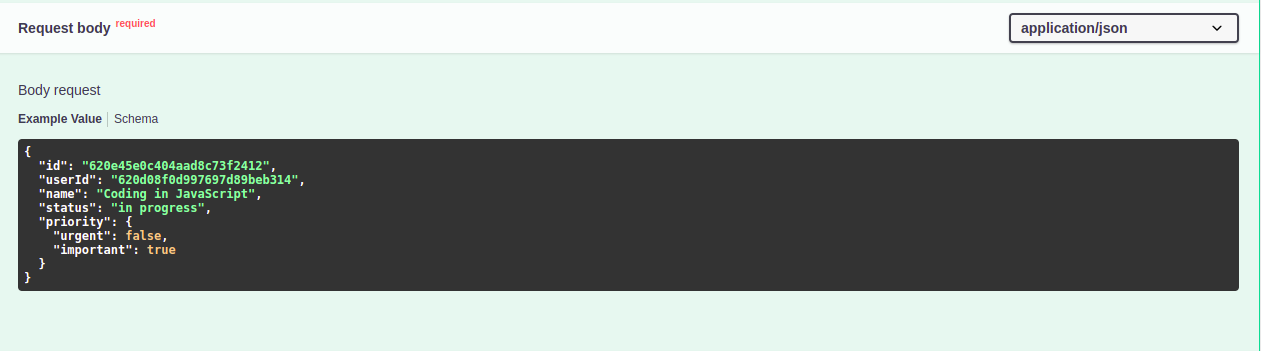 Request body required
application/json
Body request
Example Value Schema
{
  "id": "620e45e0c404aad8c73f2412",
  "userId": "620d08f0d997697d89beb314",
  "name": "Coding in JavaScript",
  "status": "in progress",
  "priority": {
    "urgent": false,
    "important": true
  }
}